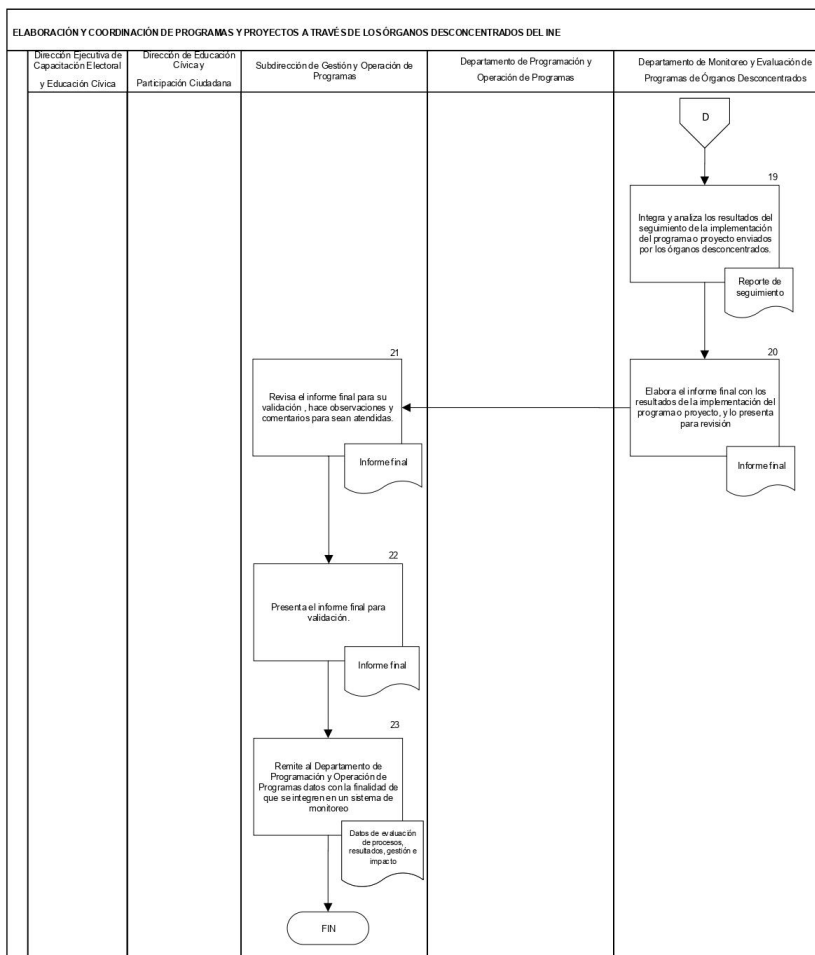 ELABORACIÓN Y COORDINACIÓN DE PROGRAMAS Y PROYECTOS A TRAVÉS DE LOS ÓRGANOS DESCONCENTRADOS DEL INE
Dirección Ejecutiva de
Capacitación Electoral
y Educación Cívica
Dirección de Educación
Cívica y
Participación Ciudadana
Subdirección de Gestión y Operación de
Programas
Departamento de Programación y
Operación de Programas
Departamento de Monitoreo y Evaluación de
Programas de Órganos Desconcentrados
D
19
Integra y analiza los resultados del
seguimiento de la implementación
del programa o proyecto enviados
por los órganos desconcentrados.
Reporte de
seguimiento
20
Elabora el informe final con los
resultados de la implementación del
programa o proyecto, y lo presenta
para revisión
Informe final
21
Revisa el informe final para su
validación , hace observaciones y
comentarios para sean atendidas.
Informe final
22
Presenta el informe final para
validación.
Informe final
23
Remite al Departamento de
Programación y Operación de
Programas datos con la finalidad de
que se integren en un sistema de
monitoreo
Datos de evaluación
de procesos,
resultados, gestión e
impacto
FIN